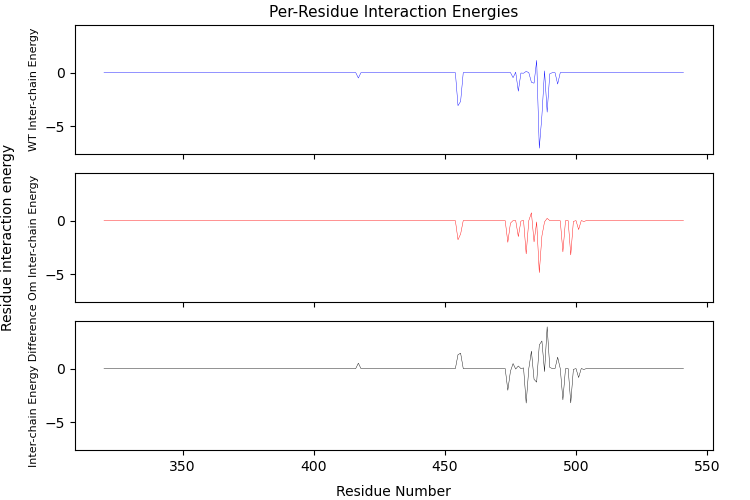 Per-Residue Interaction Energies
Residue interaction energy
WT Inter-chain Energy
0
−5
Om Inter-chain Energy
0
−5
Inter-chain Energy Difference
0
−5
350
400
450
500
550
Residue Number